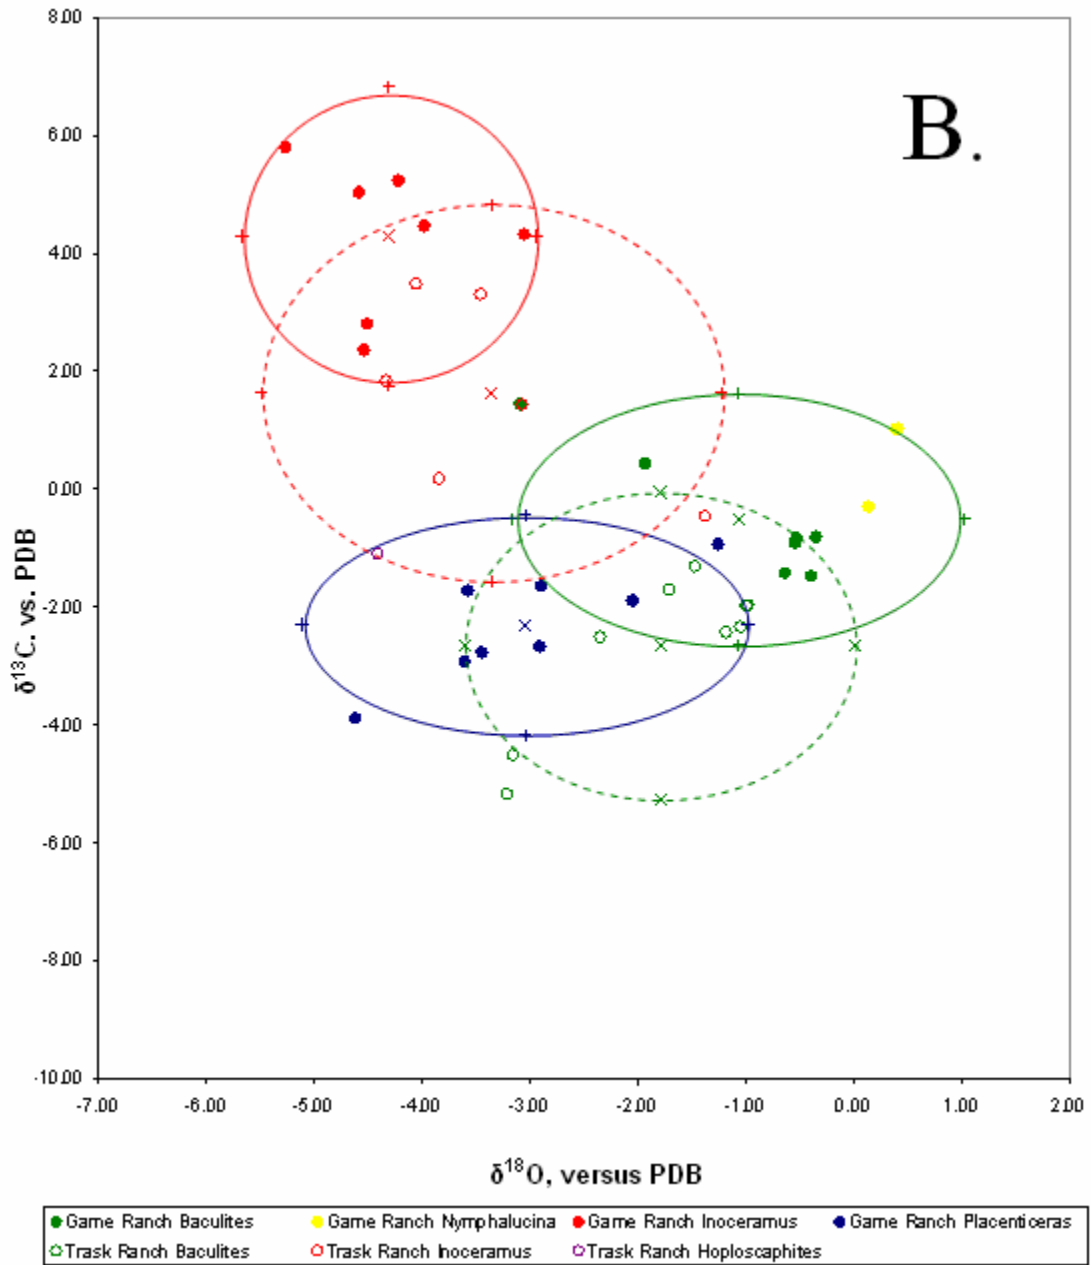 8.00
B.
6.00
4.00
2.00
0.00
-2.00
-4.00
-6.00
-8.00
-10.00
δ¹³C. vs. PDB
-7.00 -6.00 -5.00 -4.00 -3.00 -2.00 -1.00 0.00 1.00 2.00
δ¹⁸O, versus PDB
Game Ranch Baculites Game Ranch Nymphalucina Game Ranch Inoceramus Game Ranch Placenticeras
Trask Ranch Baculites Trask Ranch Inoceramus Trask Ranch Hoploscaphites